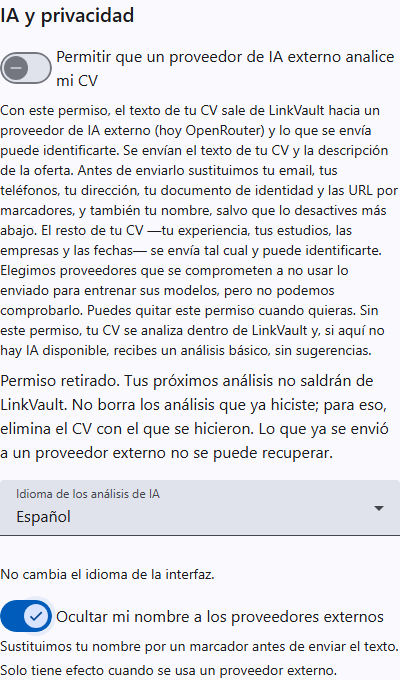 IA y privacidad
Permitir que un proveedor de IA externo analice
mi CV
Con este permiso, el texto de tu CV sale de LinkVault hacia un
proveedor de IA externo (hoy OpenRouter) y lo que se envía
puede identificarte. Se envían el texto de tu CV y la descripción
de la oferta. Antes de enviarlo sustituimos tu email, tus
teléfonos, tu dirección, tu documento de identidad y las URL por
marcadores, y también tu nombre, salvo que lo desactives más
abajo. El resto de tu CV —tu experiencia, tus estudios, las
empresas y las fechas— se envía tal cual y puede identificarte.
Elegimos proveedores que se comprometen a no usar lo
enviado para entrenar sus modelos, pero no podemos
comprobarlo. Puedes quitar este permiso cuando quieras. Sin
este permiso, tu CV se analiza dentro de LinkVault y, si aquí no
hay IA disponible, recibes un análisis básico, sin sugerencias.
Permiso retirado. Tus próximos análisis no saldrán de
LinkVault. No borra los análisis que ya hiciste; para eso,
elimina el CV con el que se hicieron. Lo que ya se envió
a un proveedor externo no se puede recuperar.
Idioma de los análisis de IA
Español
No cambia el idioma de la interfaz.
Ocultar mi nombre a los proveedores externos
Sustituimos tu nombre por un marcador antes de enviar el texto.
Solo tiene efecto cuando se usa un proveedor externo.